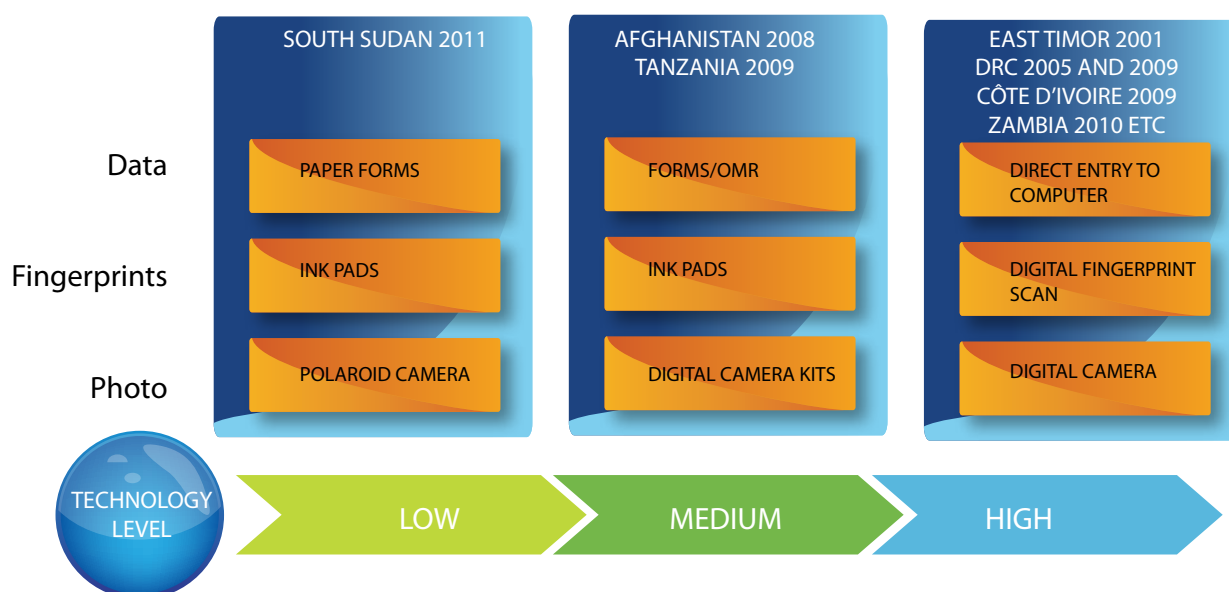 SOUTH SUDAN 2011
AFGHANISTAN 2008
TANZANIA 2009
EAST TIMOR 2001
DRC 2005 AND 2009
CÔTE D’IVOIRE 2009
ZAMBIA 2010 ETC
Data
PAPER FORMS
FORMS/OMR
DIRECT ENTRY TO
COMPUTER
Fingerprints
INK PADS
INK PADS
DIGITAL FINGERPRINT
SCAN
Photo
POLAROID CAMERA
DIGITAL CAMERA KITS
DIGITAL CAMERA
TECHNOLOGY
LEVEL
LOW
MEDIUM
HIGH